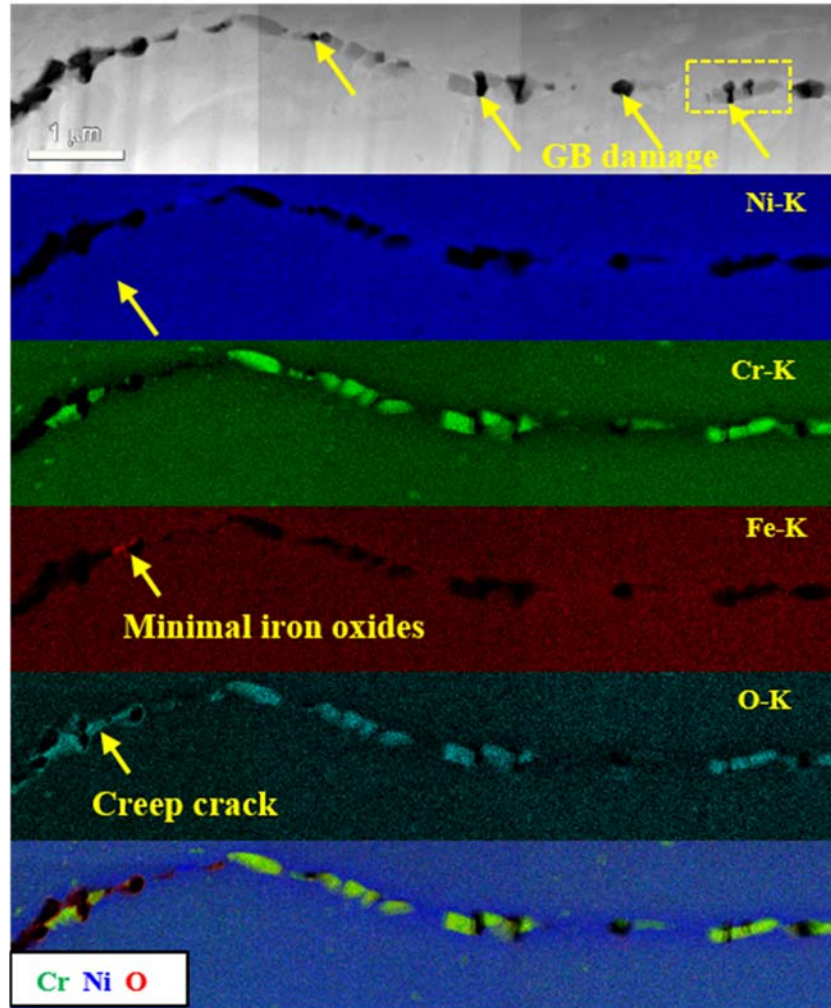 1 μm
GB damage
Ni-K
Cr-K
Fe-K
Minimal iron oxides
O-K
Creep crack
Cr Ni O